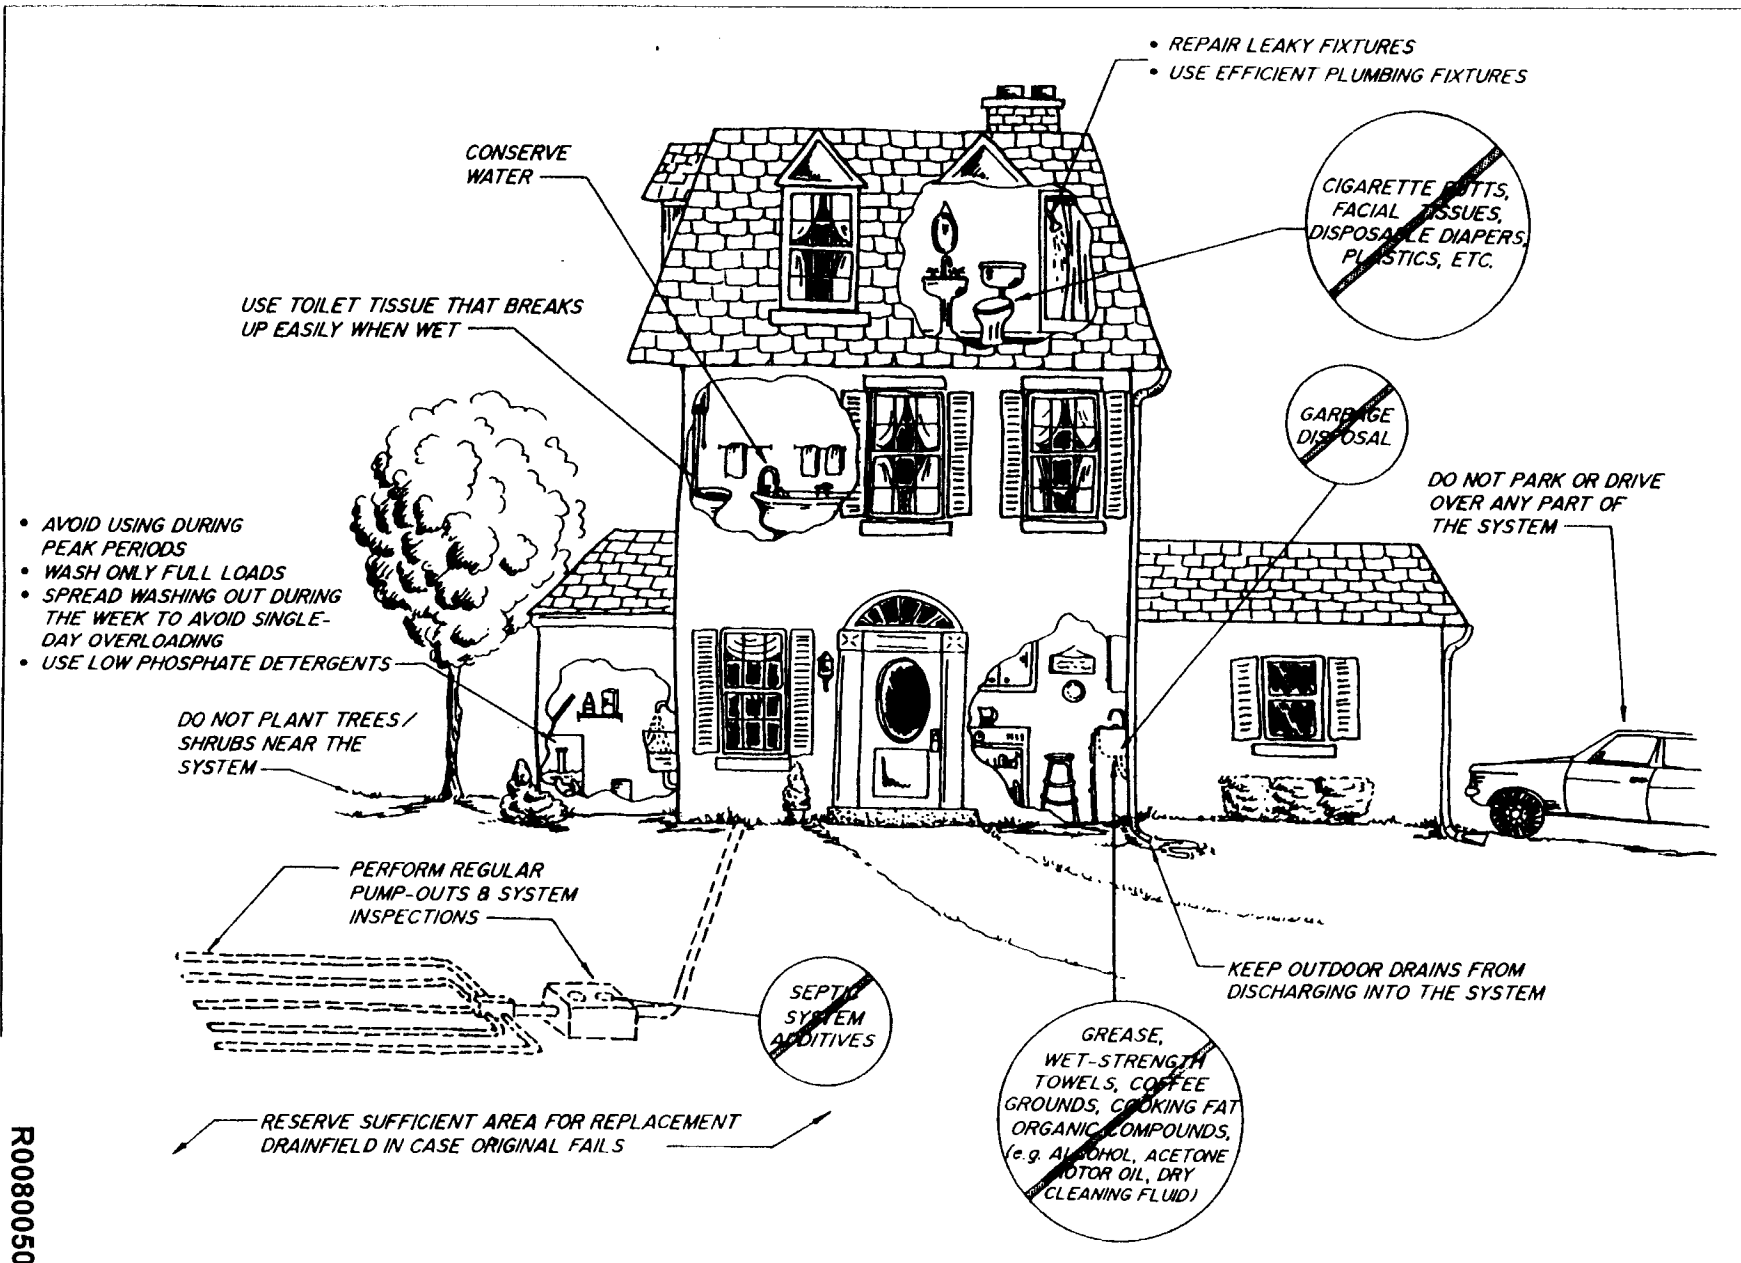 • REPAIR LEAKY FIXTURES
• USE EFFICIENT PLUMBING FIXTURES
CONSERVE
WATER
CIGARETTE BUTTS,
FACIAL TISSUES,
DISPOSABLE DIAPERS,
PLASTICS, ETC.
USE TOILET TISSUE THAT BREAKS
UP EASILY WHEN WET
GARBAGE
DISPOSAL
DO NOT PARK OR DRIVE
OVER ANY PART OF
THE SYSTEM
• AVOID USING DURING
PEAK PERIODS
• WASH ONLY FULL LOADS
• SPREAD WASHING OUT DURING
THE WEEK TO AVOID SINGLE-
DAY OVERLOADING
• USE LOW PHOSPHATE DETERGENTS
DO NOT PLANT TREES/
SHRUBS NEAR THE
SYSTEM
PERFORM REGULAR
PUMP-OUTS & SYSTEM
INSPECTIONS
SEPTIC
SYSTEM
ADDITIVES
KEEP OUTDOOR DRAINS FROM
DISCHARGING INTO THE SYSTEM
GREASE,
WET-STRENGTH
TOWELS, COFFEE
GROUNDS, COOKING FAT
ORGANIC COMPOUNDS,
(e.g. ALCOHOL, ACETONE
MOTOR OIL, DRY
CLEANING FLUID)
RESERVE SUFFICIENT AREA FOR REPLACEMENT
DRAINFIELD IN CASE ORIGINAL FAILS
R0080050